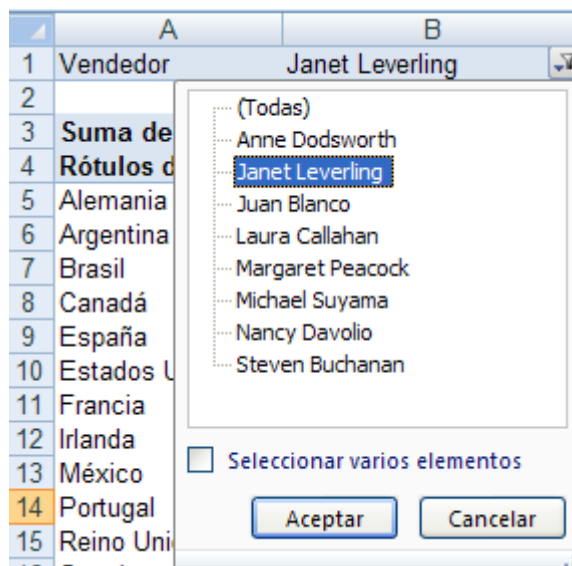 A B
1 Vendedor Janet Leverling
2
3 Suma de
4 Rótulos d
5 Alemania
6 Argentina
7 Brasil
8 Canadá
9 España
10 Estados U
11 Francia
12 Irlanda
13 México
14 Portugal
15 Reino Uni
(Todas)
Anne Dodsworth
Janet Leverling
Juan Blanco
Laura Callahan
Margaret Peacock
Michael Suyama
Nancy Davolio
Steven Buchanan
Seleccionar varios elementos
Aceptar Cancelar